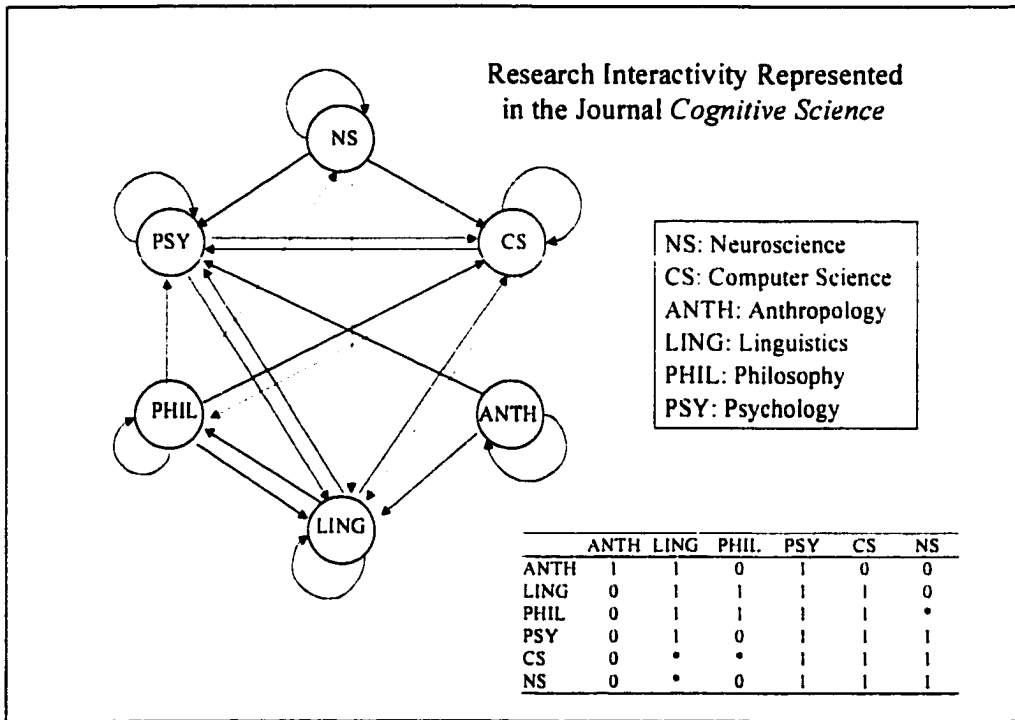 Research Interactivity Represented
in the Journal Cognitive Science
NS
PSY
CS
PHIL
ANTH
LING
NS: Neuroscience
CS: Computer Science
ANTH: Anthropology
LING: Linguistics
PHIL: Philosophy
PSY: Psychology
ANTH LING PHIL. PSY CS NS
ANTH 1 1 0 1 0 0
LING 0 1 1 1 1 0
PHIL 0 1 1 1 1 •
PSY 0 1 0 1 1 1
CS 0 • • 1 1 1
NS 0 • 0 1 1 1